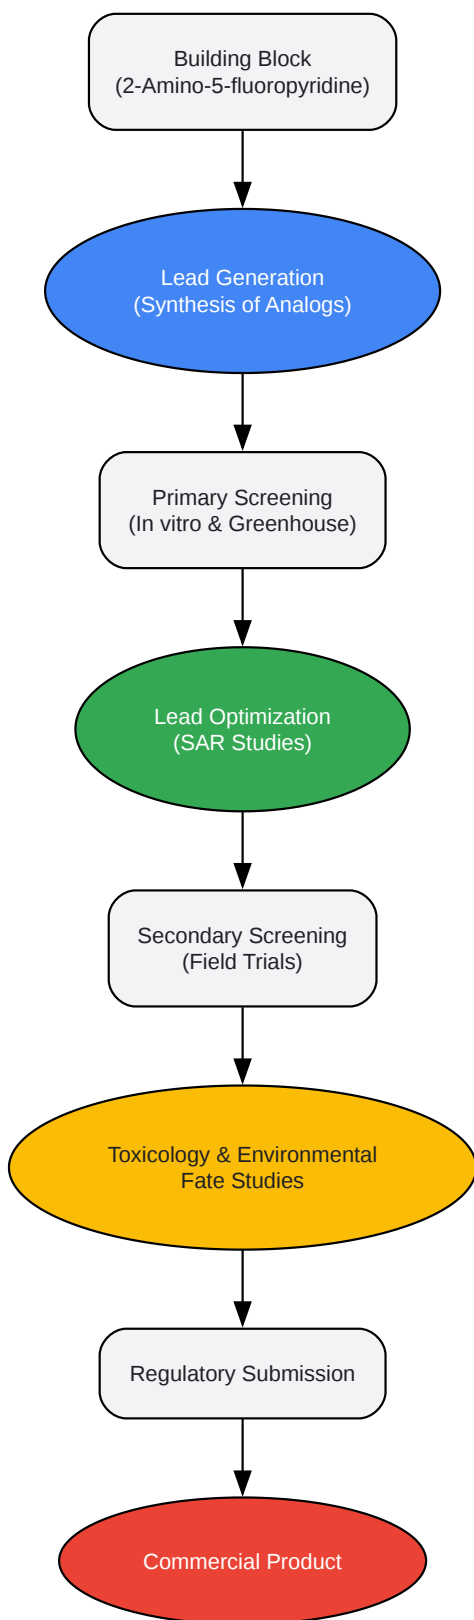 Building Block
(2-Amino-5-fluoropyridine)
Lead Generation
(Synthesis of Analogs)
Primary Screening
(In vitro & Greenhouse)
Lead Optimization
(SAR Studies)
Secondary Screening
(Field Trials)
Toxicology & Environmental
Fate Studies
Regulatory Submission
Commercial Product